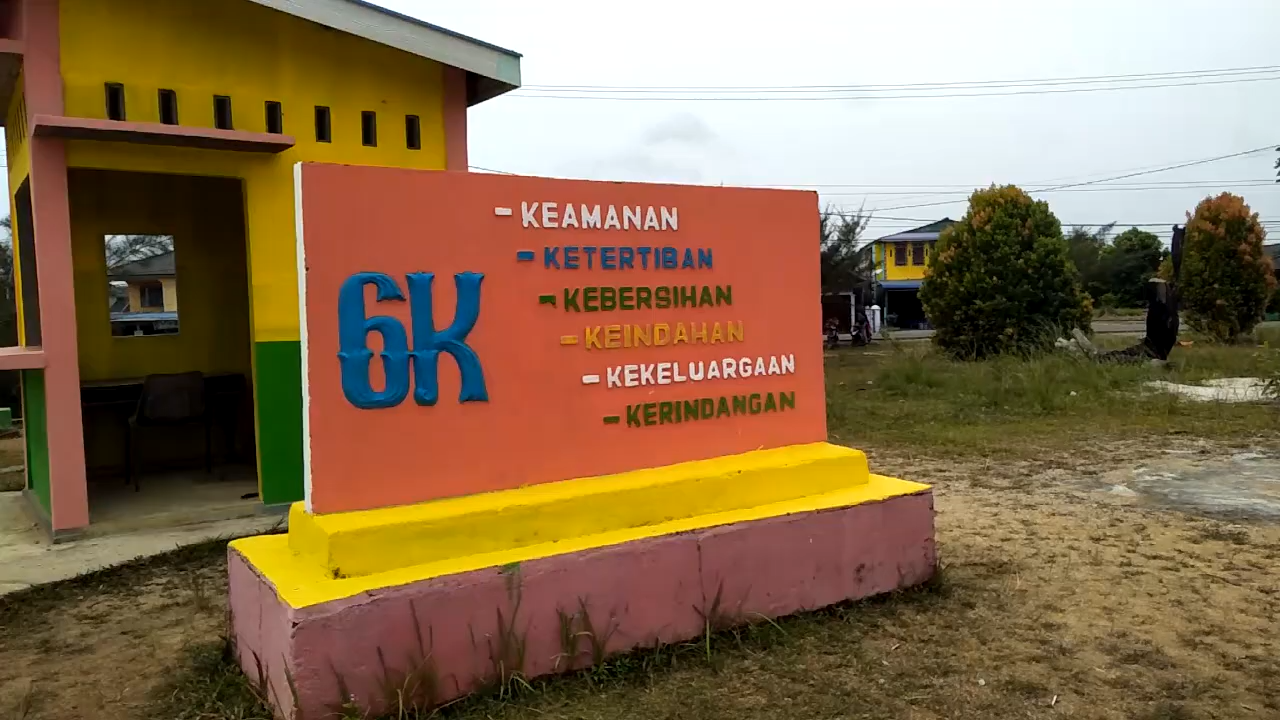 6K
- KEAMANAN
- KETERTIBAN
- KEBERSIHAN
- KEINDAHAN
- KEKELUARGAAN
- KERINDANGAN